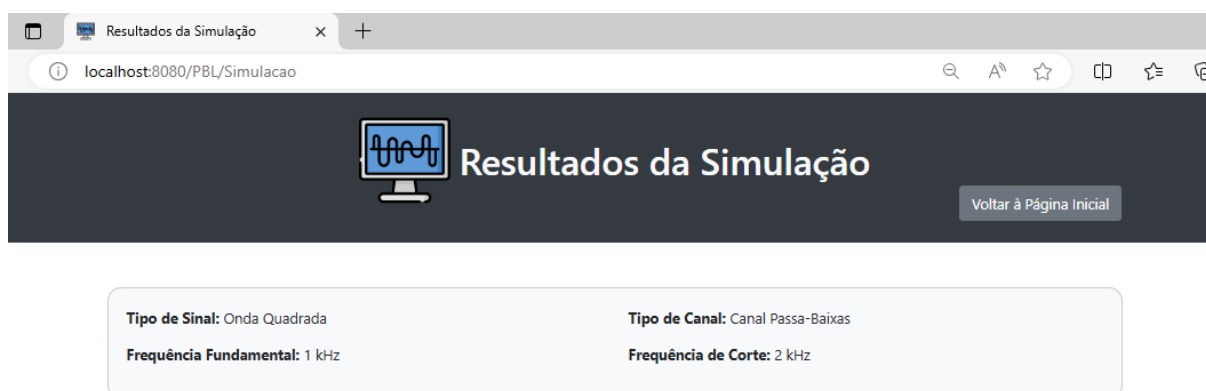 Resultados da Simulação
localhost:8080/PBL/Simulacao
Resultados da Simulação
Voltar à Página Inicial
Tipo de Sinal: Onda Quadrada
Tipo de Canal: Canal Passa-Baixas
Frequência Fundamental: 1 kHz
Frequência de Corte: 2 kHz